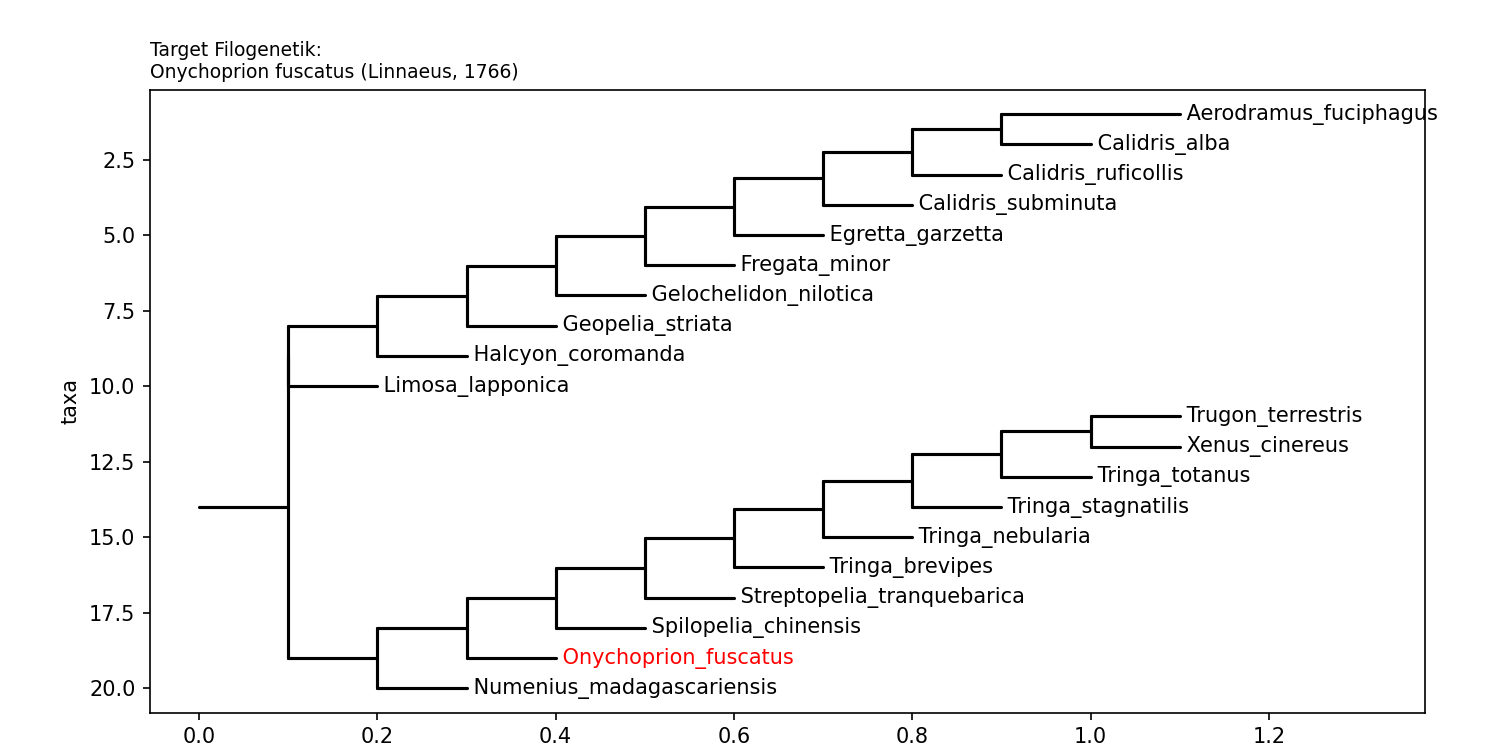 Target Filogenetik:
Onychoprion fuscatus (Linnaeus, 1766)
Aerodramus_fuciphagus
Calidris_alba
2.5
Calidris_ruficollis
Calidris_subminuta
5.0
Egretta_garzetta
Fregata_minor
Gelochelidon_nilotica
7.5
Geopelia_striata
Halcyon_coromanda
taxa
10.0
Limosa_lapponica
Trugon_terrestris
Xenus_cinereus
12.5
Tringa_totanus
Tringa_stagnatilis
15.0
Tringa_nebularia
Tringa_brevipes
Streptopelia_tranquebarica
17.5
Spilopelia_chinensis
Onychoprion_fuscatus
Numenius_madagascariensis
20.0
0.0 0.2 0.4 0.6 0.8 1.0 1.2